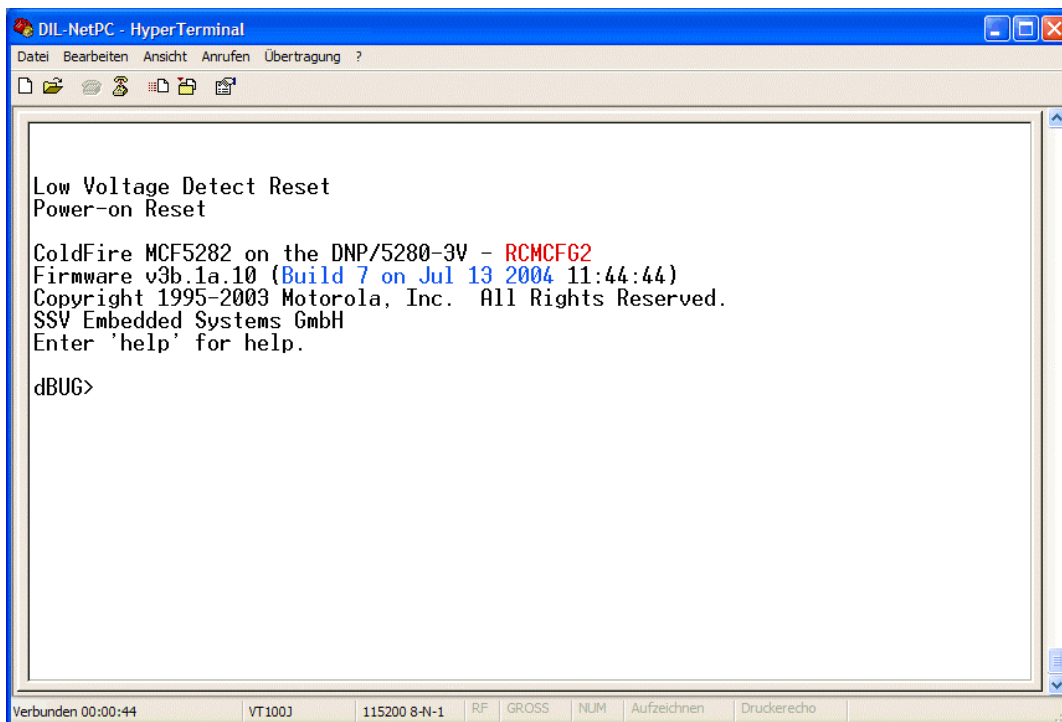 DIL-NetPC - HyperTerminal
Datei Bearbeiten Ansicht Anrufen Übertragung ?
Low Voltage Detect Reset
Power-on Reset
ColdFire MCF5282 on the DNP/5280-3V - RCMCFG2
Firmware v3b.1a.10 (Build 7 on Jul 13 2004 11:44:44)
Copyright 1995-2003 Motorola, Inc.  All Rights Reserved.
SSV Embedded Systems GmbH
Enter 'help' for help.
dBUG>
Verbunden 00:00:44 VT100J 115200 8-N-1 RF GROSS NUM Aufzeichnen Druckerecho